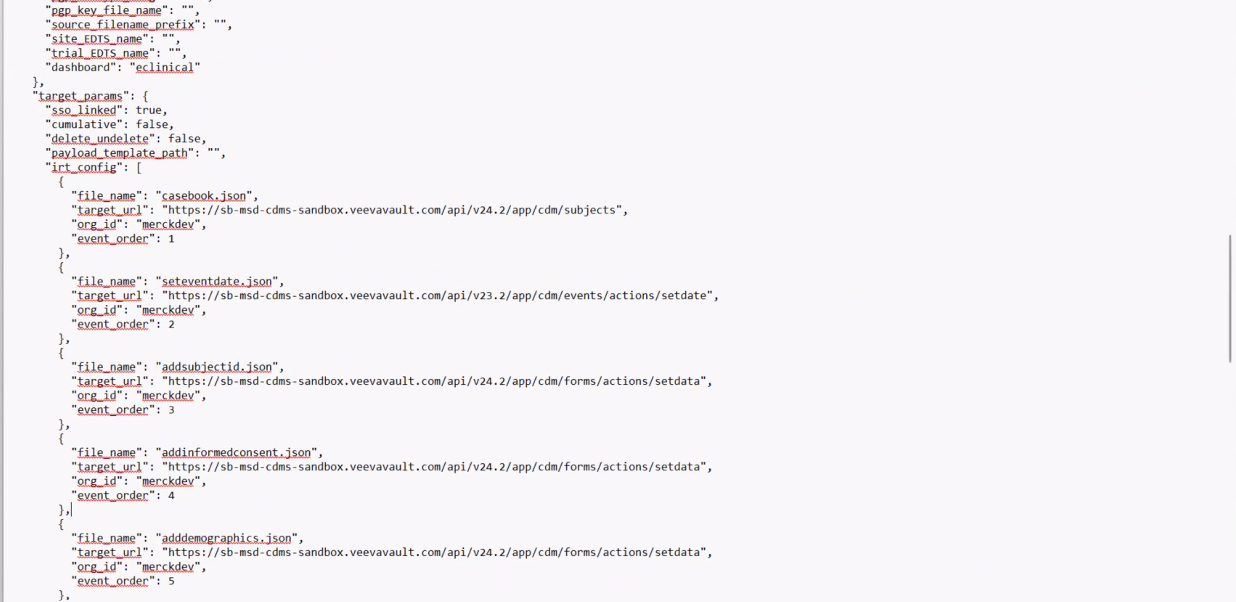 "pgp_key_file_name": "",
"source_filename_prefix": "",
"site_EDTS_name": "",
"trial_EDTS_name": "",
"dashboard": "eclinical"
},
"target_params": {
"sso_linked": true,
"cumulative": false,
"delete_undelete": false,
"payload_template_path": "",
"irt_config": [
{
"file_name": "casebook.json",
"target_url": "https://sb-msd-cdms-sandbox.veevavault.com/api/v24.2/app/cdm/subjects",
"org_id": "merckdev",
"event_order": 1
},
{
"file_name": "seteventdate.json",
"target_url": "https://sb-msd-cdms-sandbox.veevavault.com/api/v23.2/app/cdm/events/actions/setdate",
"org_id": "merckdev",
"event_order": 2
},
{
"file_name": "addsubjectid.json",
"target_url": "https://sb-msd-cdms-sandbox.veevavault.com/api/v24.2/app/cdm/forms/actions/setdata",
"org_id": "merckdev",
"event_order": 3
},
{
"file_name": "addinformedconsent.json",
"target_url": "https://sb-msd-cdms-sandbox.veevavault.com/api/v24.2/app/cdm/forms/actions/setdata",
"org_id": "merckdev",
"event_order": 4
},
{
"file_name": "adddemographics.json",
"target_url": "https://sb-msd-cdms-sandbox.veevavault.com/api/v24.2/app/cdm/forms/actions/setdata",
"org_id": "merckdev",
"event_order": 5
},